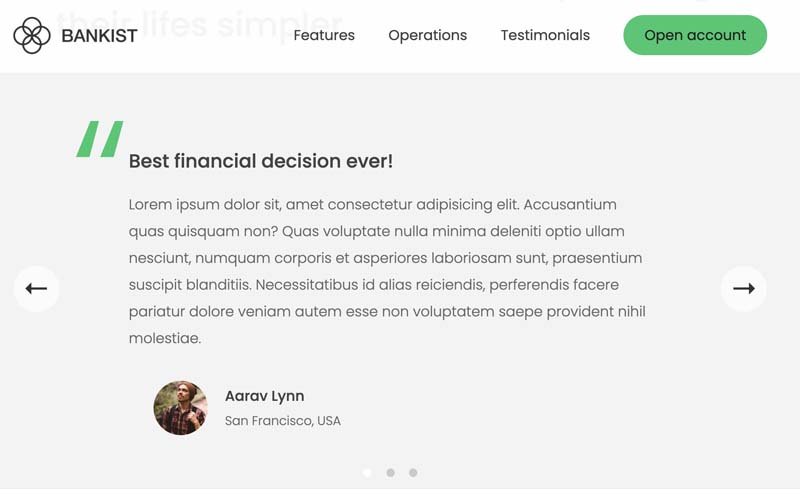 their lifes simpler
BANKIST
Features
Operations
Testimonials
Open account
Best financial decision ever!
Lorem ipsum dolor sit, amet consectetur adipisicing elit. Accusantium
quas quisquam non? Quas voluptate nulla minima deleniti optio ullam
nesciunt, numquam corporis et asperiores laboriosam sunt, praesentium
suscipit blanditiis. Necessitatibus id alias reiciendis, perferendis facere
pariatur dolore veniam autem esse non voluptatem saepe provident nihil
molestiae.
Aarav Lynn
San Francisco, USA